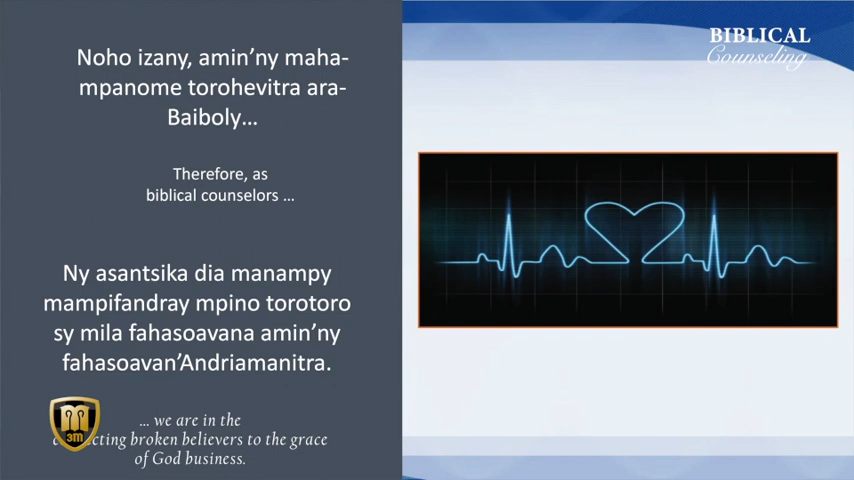 Noho izany, amin’ny maha-
mpanome torohevitra ara-
Baiboly…
Therefore, as
biblical counselors …
Ny asantsika dia manampy
mampifandray mpino torotoro
sy mila fahasoavana amin’ny
fahasoavan’Andriamanitra.
… we are in the
broken believers to the grace
of God business.
3m
BIBLICAL
Counseling